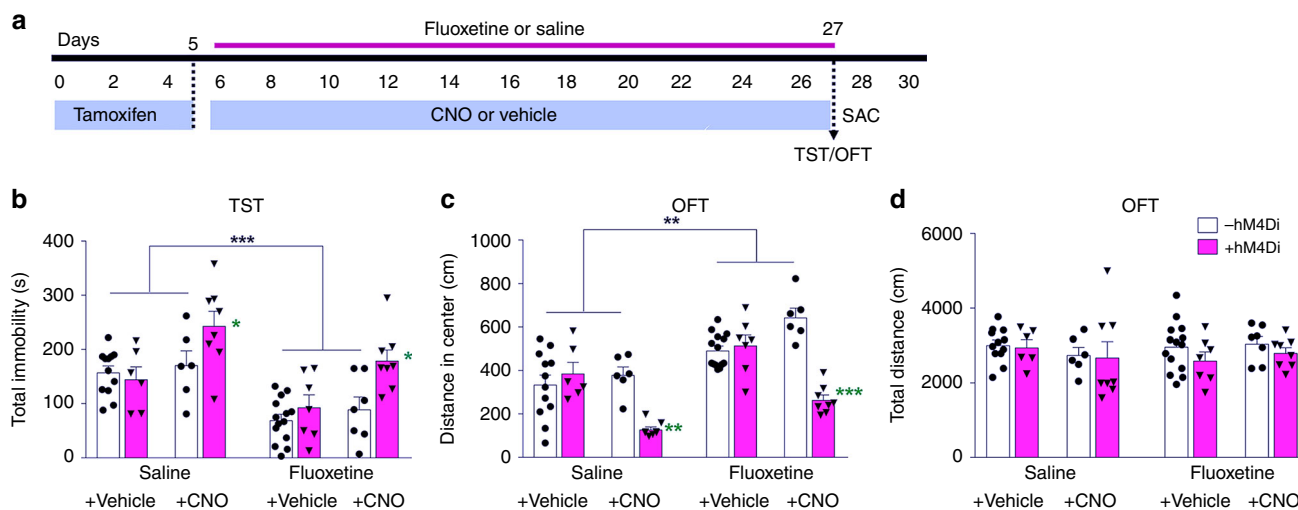 a
Days 5 Fluoxetine or saline 27
0 2 4 6 8 10 12 14 16 18 20 22 24 26 28 30
Tamoxifen CNO or vehicle SAC
TST/OFT
b TST
Total immobility (s)
400
300
200
100
0
***
*
*
Saline Fluoxetine
+Vehicle +CNO +Vehicle +CNO
c OFT
Distance in center (cm)
1000
800
600
400
200
0
**
**
***
Saline Fluoxetine
+Vehicle +CNO +Vehicle +CNO
d OFT
–hM4Di
+hM4Di
Total distance (cm)
6000
4000
2000
0
Saline Fluoxetine
+Vehicle +CNO +Vehicle +CNO